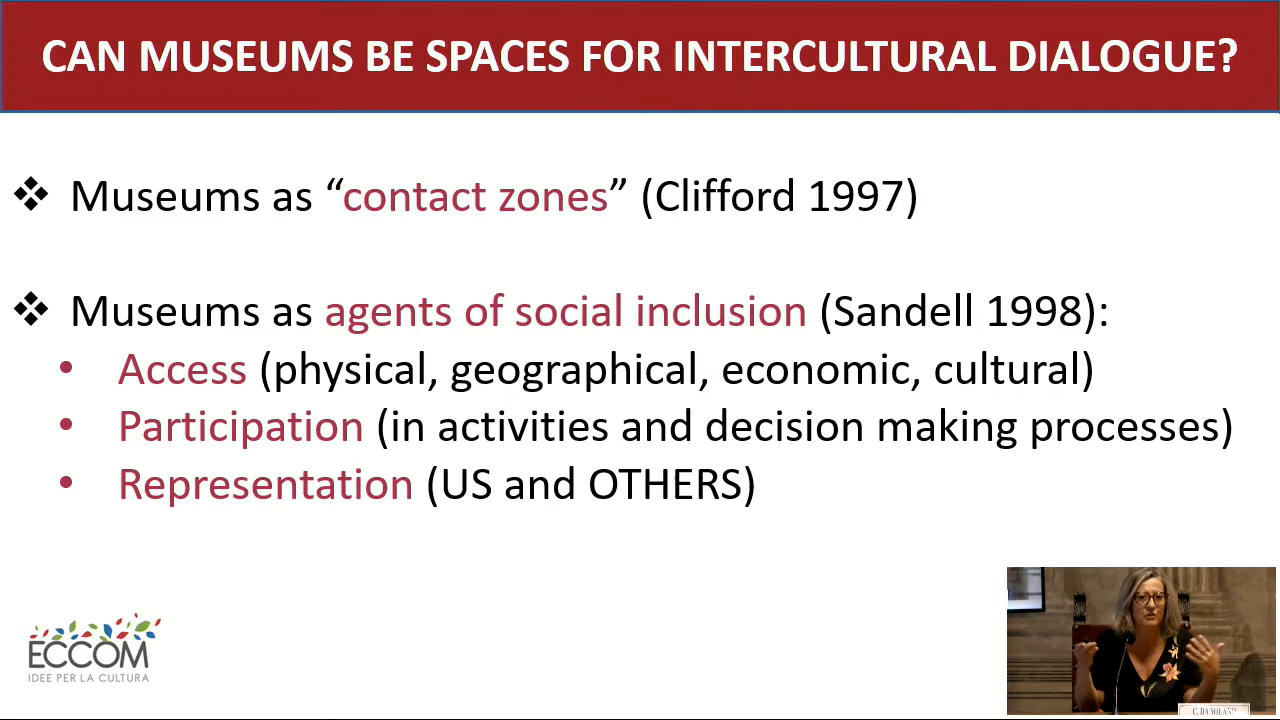 CAN MUSEUMS BE SPACES FOR INTERCULTURAL DIALOGUE?
❖ Museums as “contact zones” (Clifford 1997)
❖ Museums as agents of social inclusion (Sandell 1998):
• Access (physical, geographical, economic, cultural)
• Participation (in activities and decision making processes)
• Representation (US and OTHERS)
ECCOM
IDEE PER LA CULTURA
C. DA MILANO